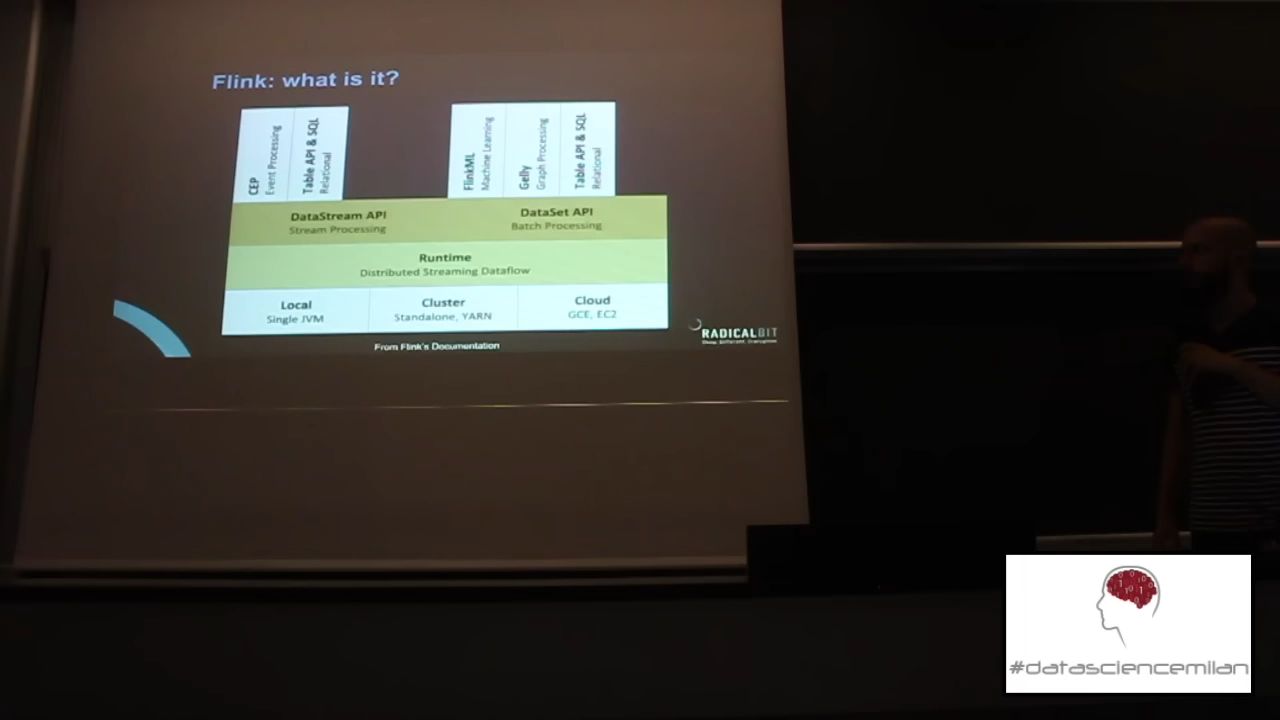 Flink: what is it?
CEP
Event Processing
Table API & SQL
Relational
FlinkML
Machine Learning
Gelly
Graph Processing
Table API & SQL
Relational
DataStream API
Stream Processing
DataSet API
Batch Processing
Runtime
Distributed Streaming Dataflow
Local
Single JVM
Cluster
Standalone, YARN
Cloud
GCE, EC2
From Flink's Documentation
RADICALBIT
#datasciencemilan